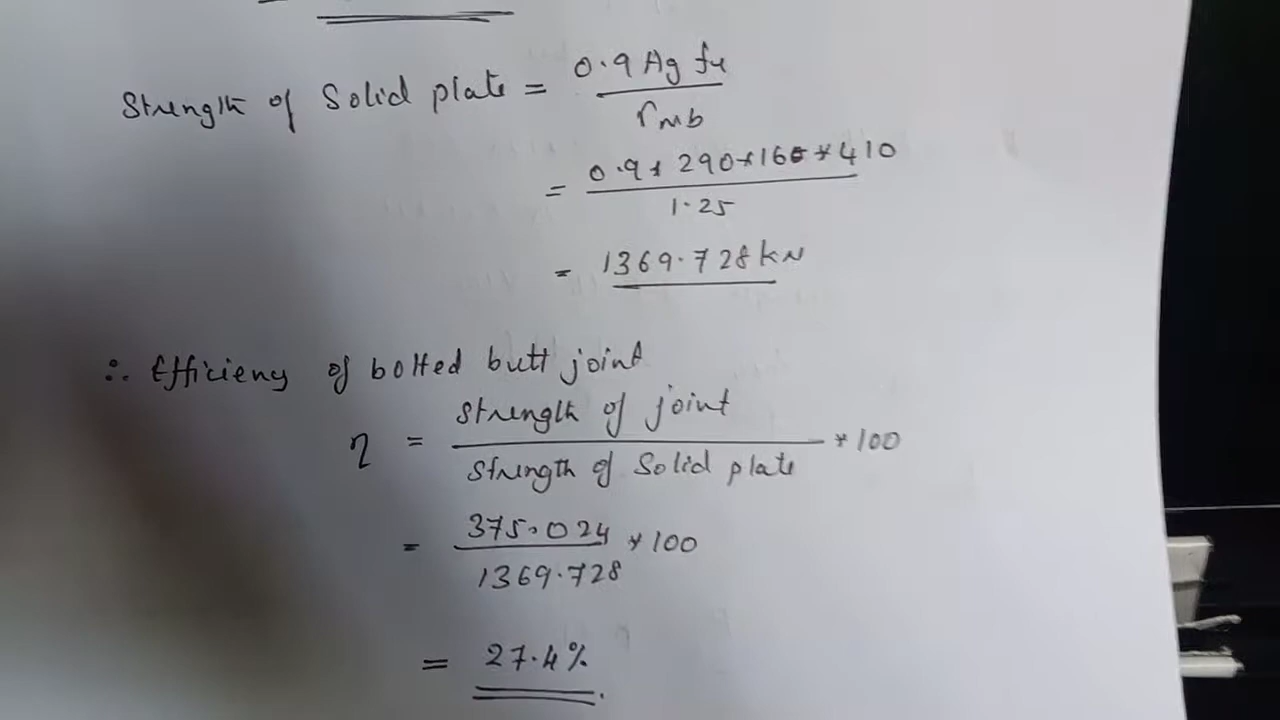 Strength of Solid plate = 0.9 Ag fu / γmb
= 0.9 * 290 * 16 * 410 / 1.25
= 1369.728 kN
∴ Efficieny of bolted butt joint
η = Strength of joint / Strength of Solid plate * 100
= 375.024 / 1369.728 * 100
= 27.4%.